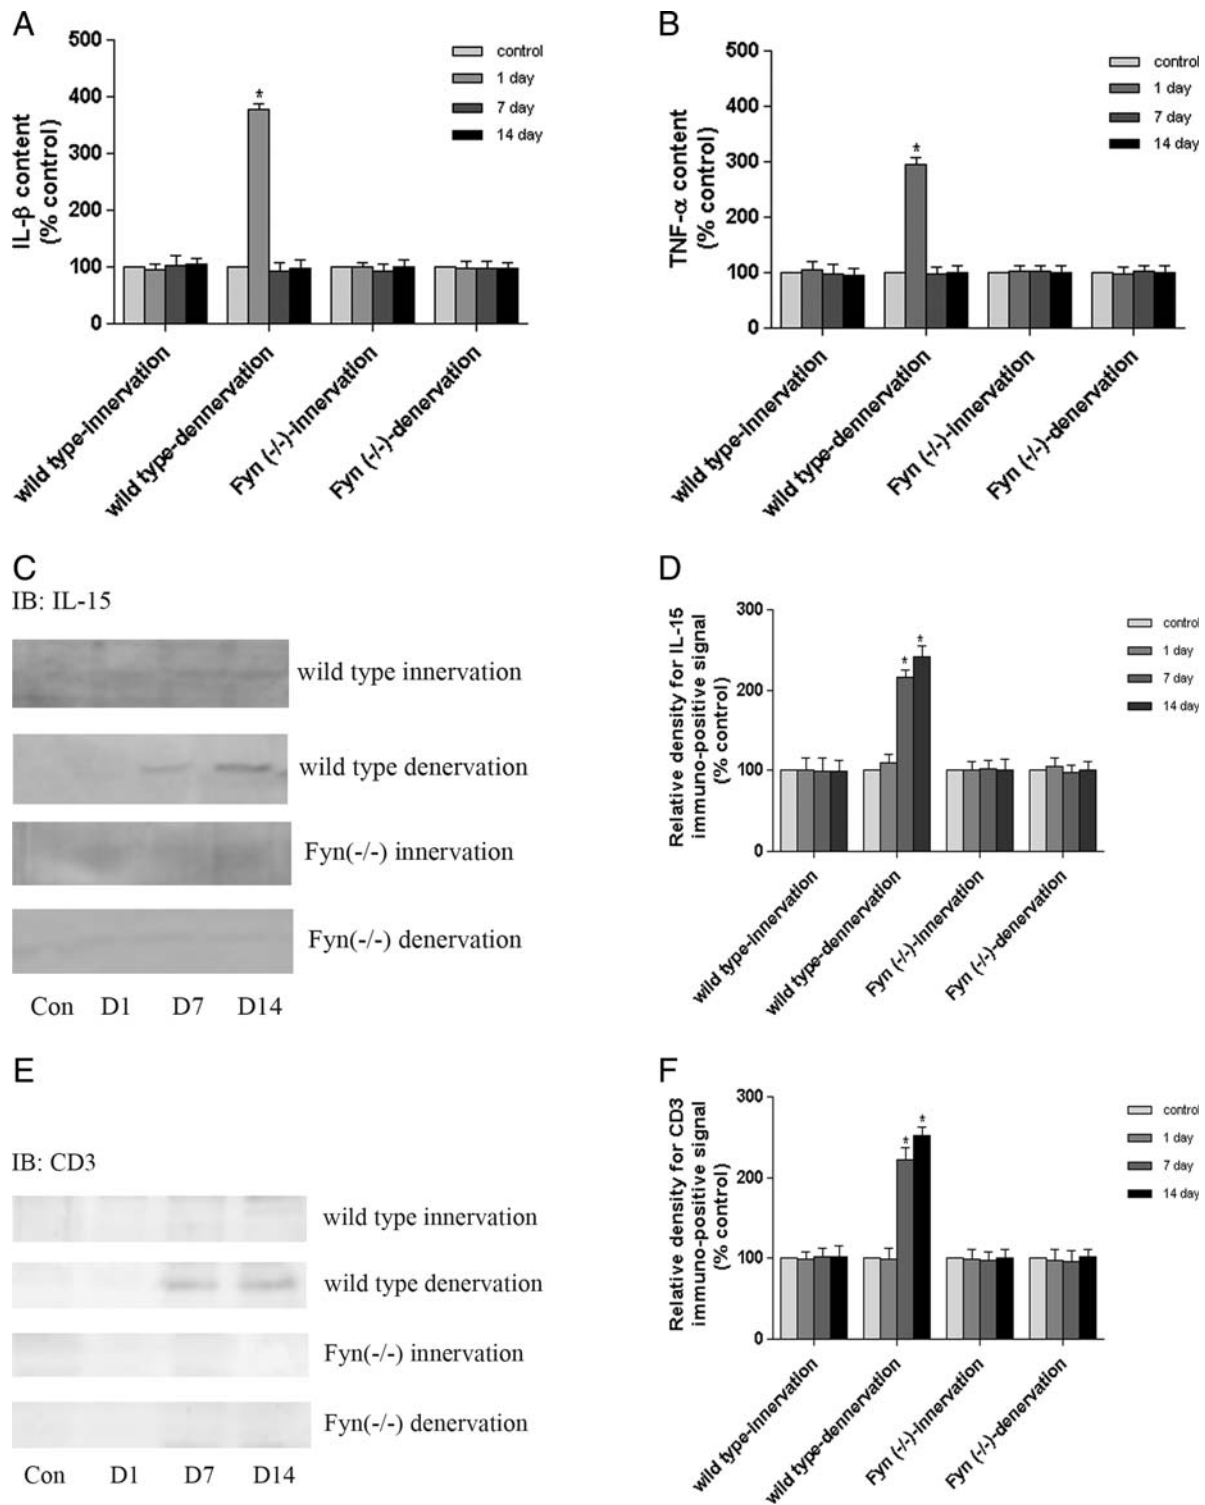 A
500
400
300
200
100
0
IL-β content
(% control)
control
1 day
7 day
14 day
*
wild type-innervation
wild type-dennervation
Fyn (-/-)-innervation
Fyn (-/-)-denervation
B
500
400
300
200
100
0
TNF-α content
(% control)
control
1 day
7 day
14 day
*
wild type-innervation
wild type-dennervation
Fyn (-/-)-innervation
Fyn (-/-)-denervation
C
IB: IL-15
wild type innervation
wild type denervation
Fyn(-/-) innervation
Fyn(-/-) denervation
Con D1 D7 D14
D
300
200
100
0
Relative density for IL-15
immuno-positive signal
(% control)
control
1 day
7 day
14 day
* *
wild type-innervation
wild type-dennervation
Fyn (-/-)-innervation
Fyn (-/-)-denervation
E
IB: CD3
wild type innervation
wild type denervation
Fyn(-/-) innervation
Fyn(-/-) denervation
Con D1 D7 D14
F
300
200
100
0
Relative density for CD3
immuno-positive signal
(% control)
control
1 day
7 day
14 day
* *
wild type-innervation
wild type-dennervation
Fyn (-/-)-innervation
Fyn (-/-)-denervation